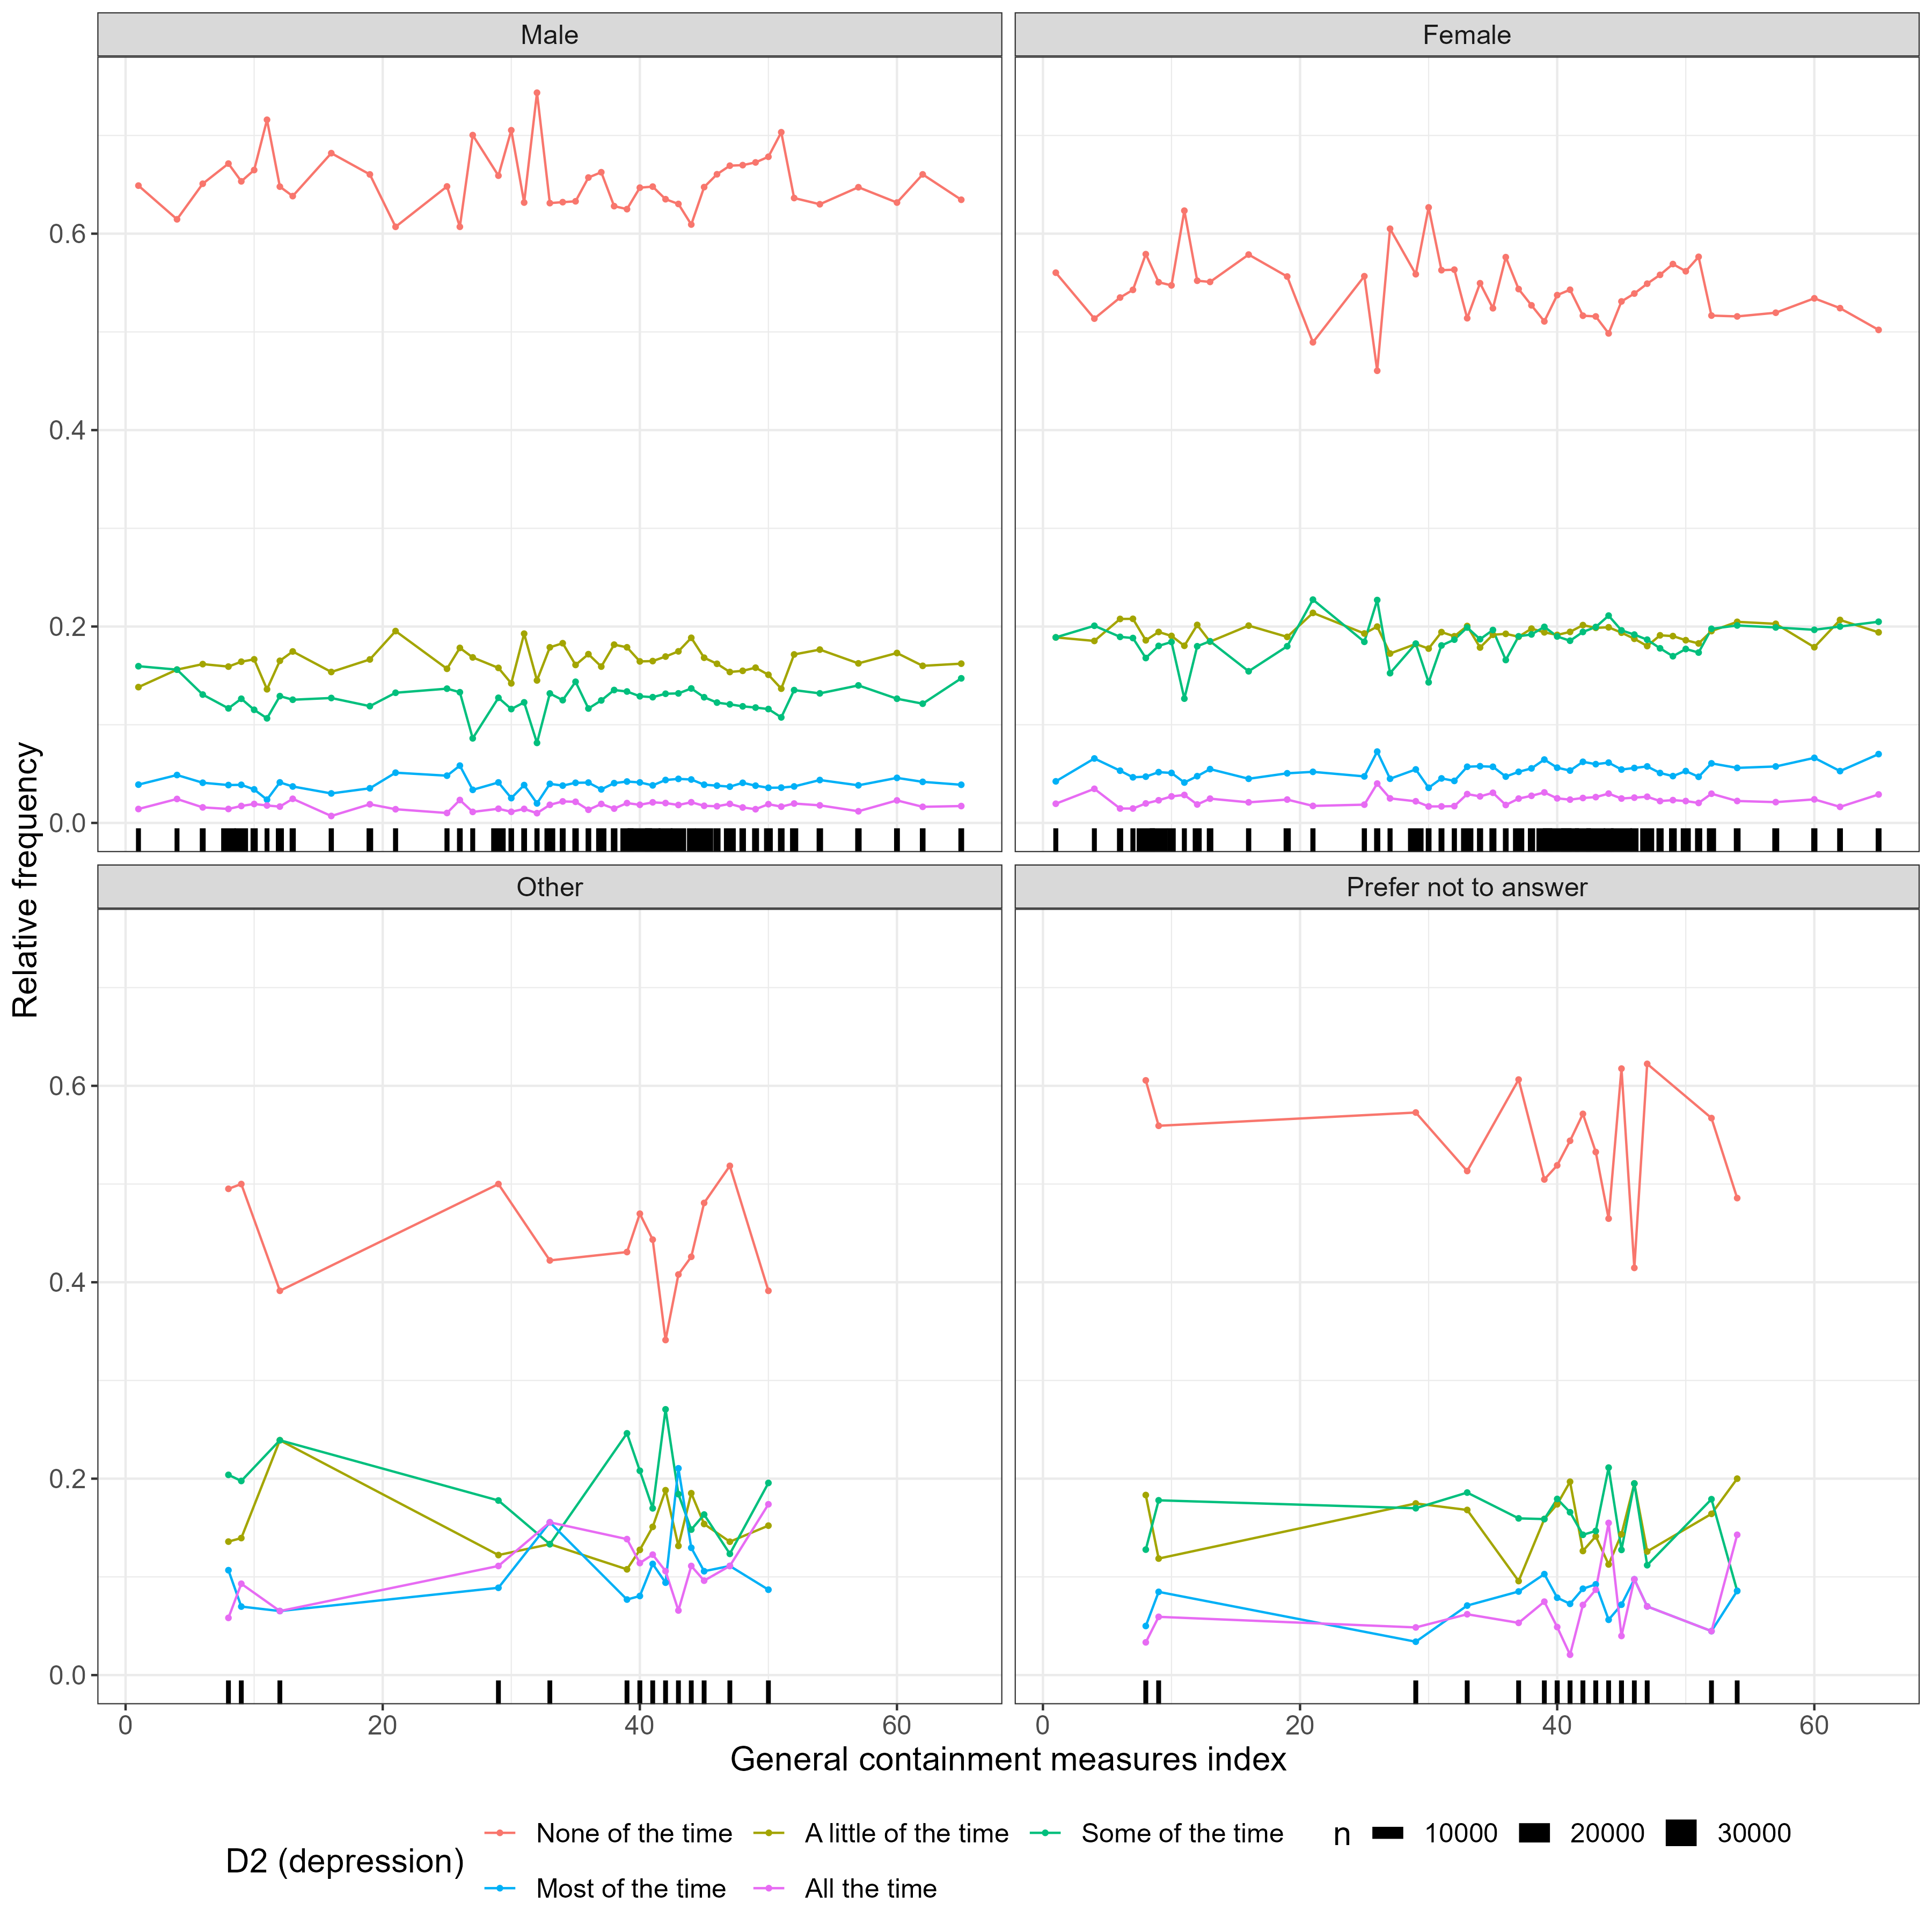 Male
Female
0.6
0.4
0.2
0.0
Relative frequency
Other
Prefer not to answer
0.6
0.4
0.2
0.0
0 20 40 60
0 20 40 60
General containment measures index
D2 (depression)
None of the time
A little of the time
Some of the time
Most of the time
All the time
n
10000
20000
30000